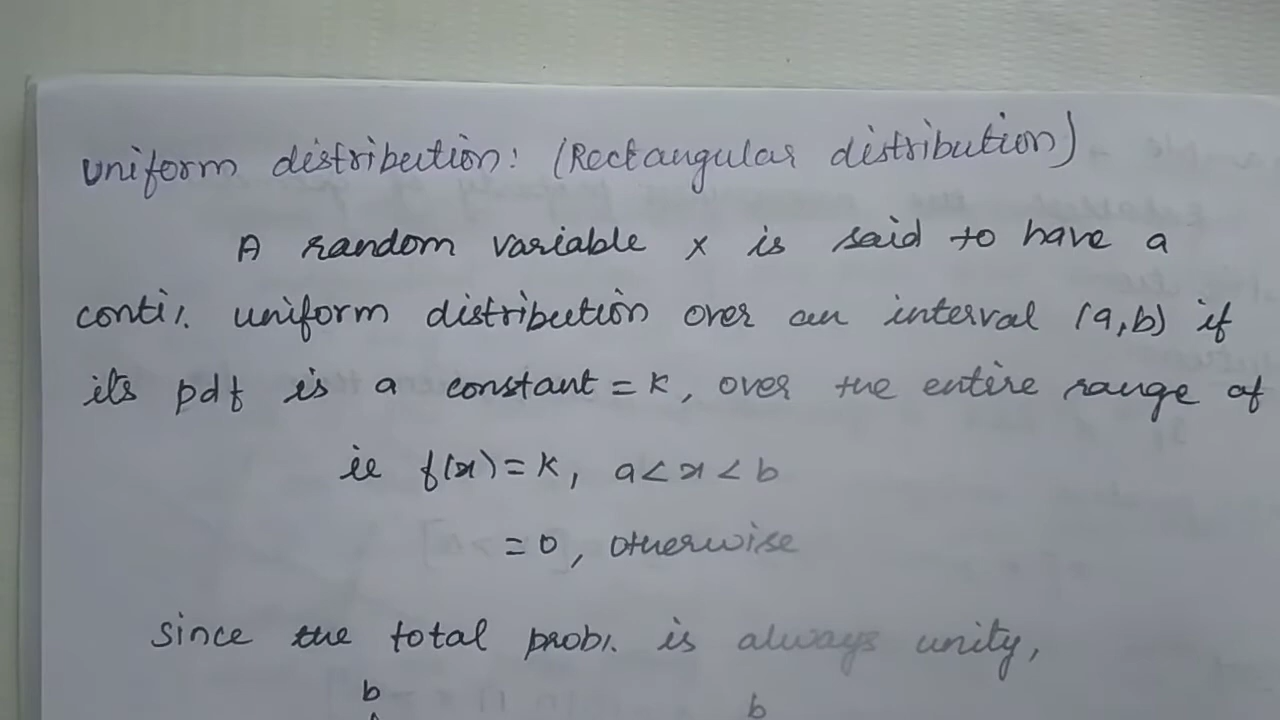 Uniform distribution: (Rectangular distribution)
A random variable x is said to have a
conti/. uniform distribution over an interval (a,b) if
its pdf is a constant = k, over the entire range of
ie f(x) = k, a < x < b
= 0, otherwise
Since the total prob/. is always unity,
b b